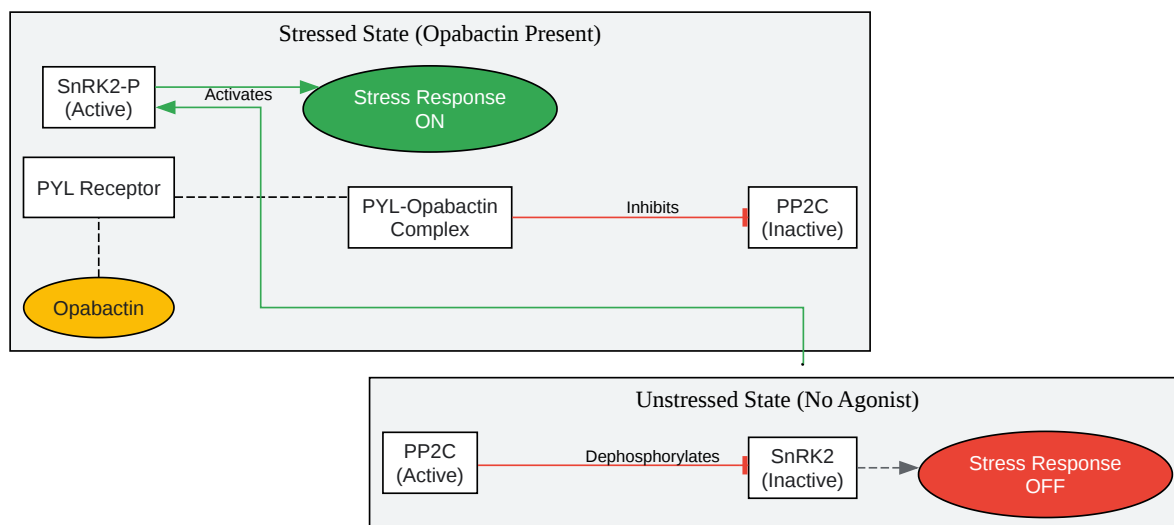 Stressed State (Opabactin Present)
SnRK2-P
(Active)
Activates
Stress Response
ON
PYL Receptor
PYL-Opabactin
Complex
Inhibits
PP2C
(Inactive)
Opabactin
Unstressed State (No Agonist)
PP2C
(Active)
Dephosphorylates
SnRK2
(Inactive)
Stress Response
OFF